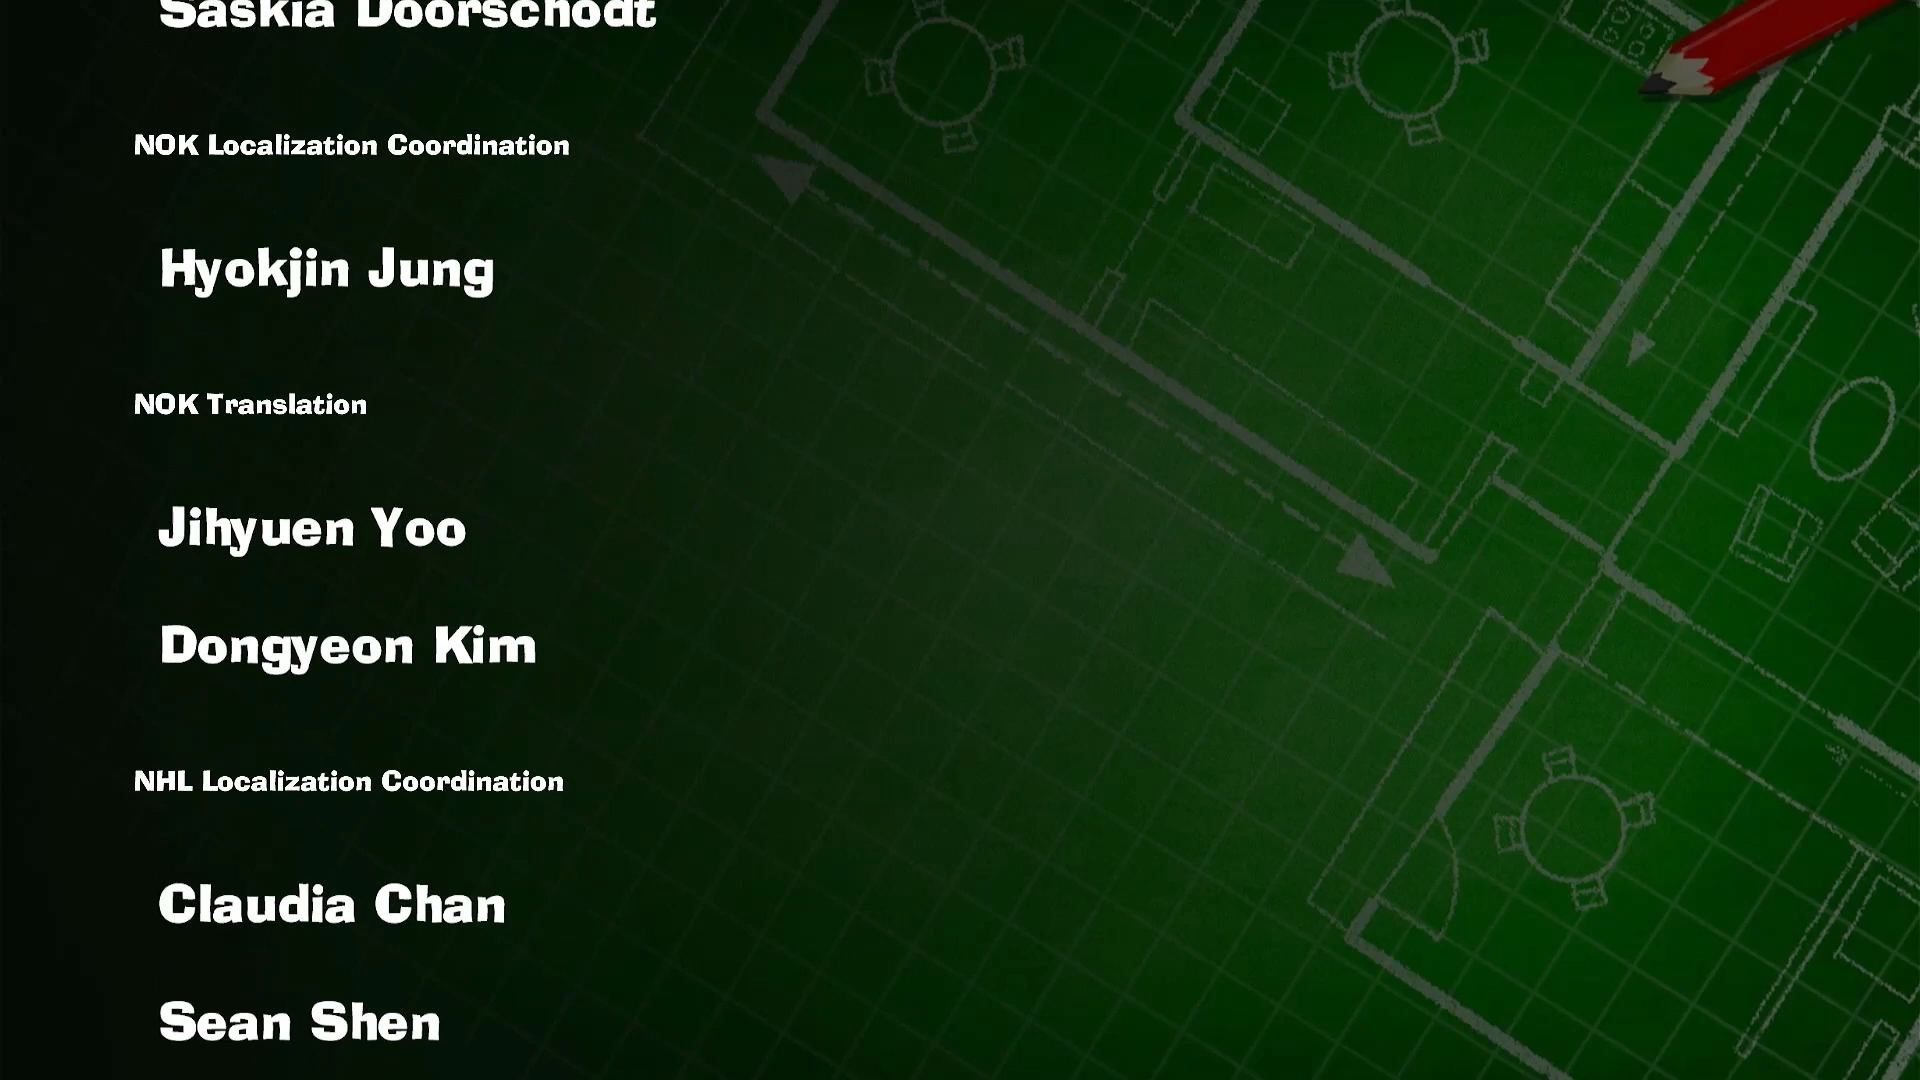 Saskia Doorschodt
NOK Localization Coordination
Hyokjin Jung
NOK Translation
Jihyuen Yoo
Dongyeon Kim
NHL Localization Coordination
Claudia Chan
Sean Shen